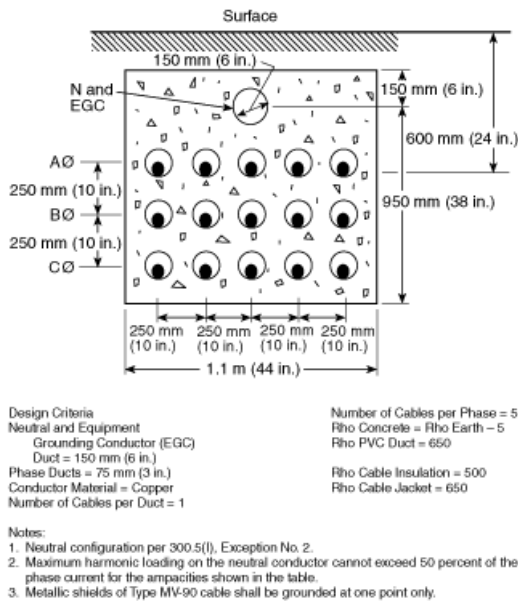 Surface
150 mm (6 in.)
N and
EGC
150 mm (6 in.)
600 mm (24 in.)
AØ
250 mm (10 in.)
BØ
950 mm (38 in.)
250 mm (10 in.)
CØ
250 mm (10 in.)
250 mm (10 in.)
250 mm (10 in.)
250 mm (10 in.)
1.1 m (44 in.)
Design Criteria
Neutral and Equipment
Grounding Conductor (EGC)
Duct = 150 mm (6 in.)
Phase Ducts = 75 mm (3 in.)
Conductor Material = Copper
Number of Cables per Duct = 1
Number of Cables per Phase = 5
Rho Concrete = Rho Earth – 5
Rho PVC Duct = 650
Rho Cable Insulation = 500
Rho Cable Jacket = 650
Notes:
1. Neutral configuration per 300.5(I), Exception No. 2.
2. Maximum harmonic loading on the neutral conductor cannot exceed 50 percent of the
phase current for the ampacities shown in the table.
3. Metallic shields of Type MV-90 cable shall be grounded at one point only.